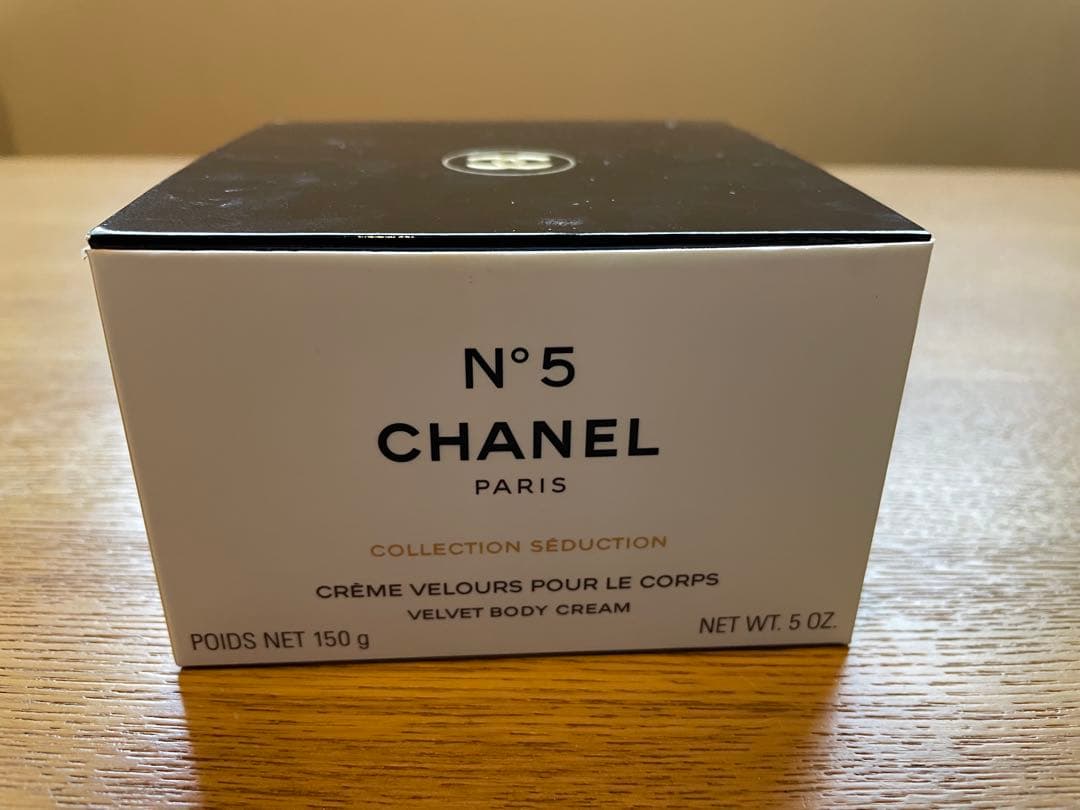 N°5
CHANEL
PARIS
COLLECTION SÉDUCTION
CRÈME VELOURS POUR LE CORPS
VELVET BODY CREAM
POIDS NET 150 g
NET WT. 5 OZ.